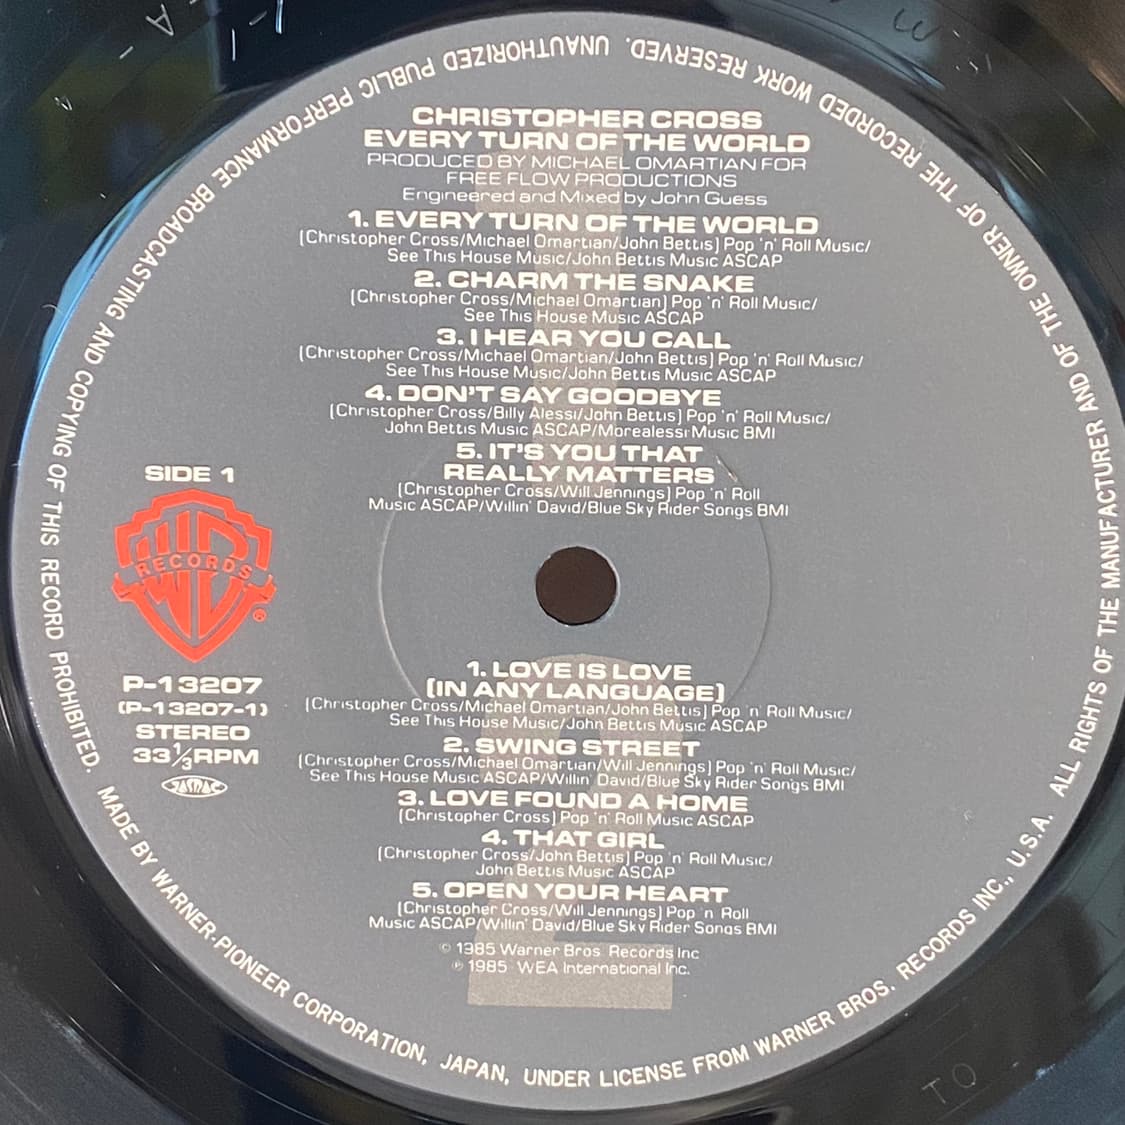 CHRISTOPHER CROSS
EVERY TURN OF THE WORLD
PRODUCED BY MICHAEL OMARTIAN FOR
FREE FLOW PRODUCTIONS
Engineered and Mixed by John Guess
1. EVERY TURN OF THE WORLD
(Christopher Cross/Michael Omartian/John Bettis) Pop 'n' Roll Music/
See This House Music/John Bettis Music ASCAP
2. CHARM THE SNAKE
(Christopher Cross/Michael Omartian) Pop 'n' Roll Music/
See This House Music ASCAP
3. I HEAR YOU CALL
(Christopher Cross/Michael Omartian/John Bettis) Pop 'n' Roll Music/
See This House Music/John Bettis Music ASCAP
4. DON'T SAY GOODBYE
(Christopher Cross/Billy Alessi/John Bettis) Pop 'n' Roll Music/
John Bettis Music ASCAP/Morealessi Music BMI
5. IT'S YOU THAT
REALLY MATTERS
(Christopher Cross/Will Jennings) Pop 'n' Roll
Music ASCAP/Willin' David/Blue Sky Rider Songs BMI
SIDE 1
WB
RECORDS
®
P-13207
(P-13207-1)
STEREO
33⅓RPM
JASRAC
1
1. LOVE IS LOVE
(IN ANY LANGUAGE)
(Christopher Cross/Michael Omartian/John Bettis) Pop 'n' Roll Music/
See This House Music/John Bettis Music ASCAP
2. SWING STREET
(Christopher Cross/Michael Omartian/Will Jennings) Pop 'n' Roll Music/
See This House Music ASCAP/Willin' David/Blue Sky Rider Songs BMI
3. LOVE FOUND A HOME
(Christopher Cross) Pop 'n' Roll Music ASCAP
4. THAT GIRL
(Christopher Cross/John Bettis) Pop 'n' Roll Music/
John Bettis Music ASCAP
5. OPEN YOUR HEART
(Christopher Cross/Will Jennings) Pop 'n' Roll
Music ASCAP/Willin' David/Blue Sky Rider Songs BMI
© 1985 Warner Bros. Records Inc
℗ 1985 WEA International Inc.
2
MADE BY WARNER-PIONEER CORPORATION, JAPAN, UNDER LICENSE FROM WARNER BROS. RECORDS INC., U.S.A. ALL RIGHTS OF THE MANUFACTURER AND OF THE OWNER OF THE RECORDED WORK RESERVED. UNAUTHORIZED PUBLIC PERFORMANCE BROADCASTING AND COPYING OF THIS RECORD PROHIBITED.
TO